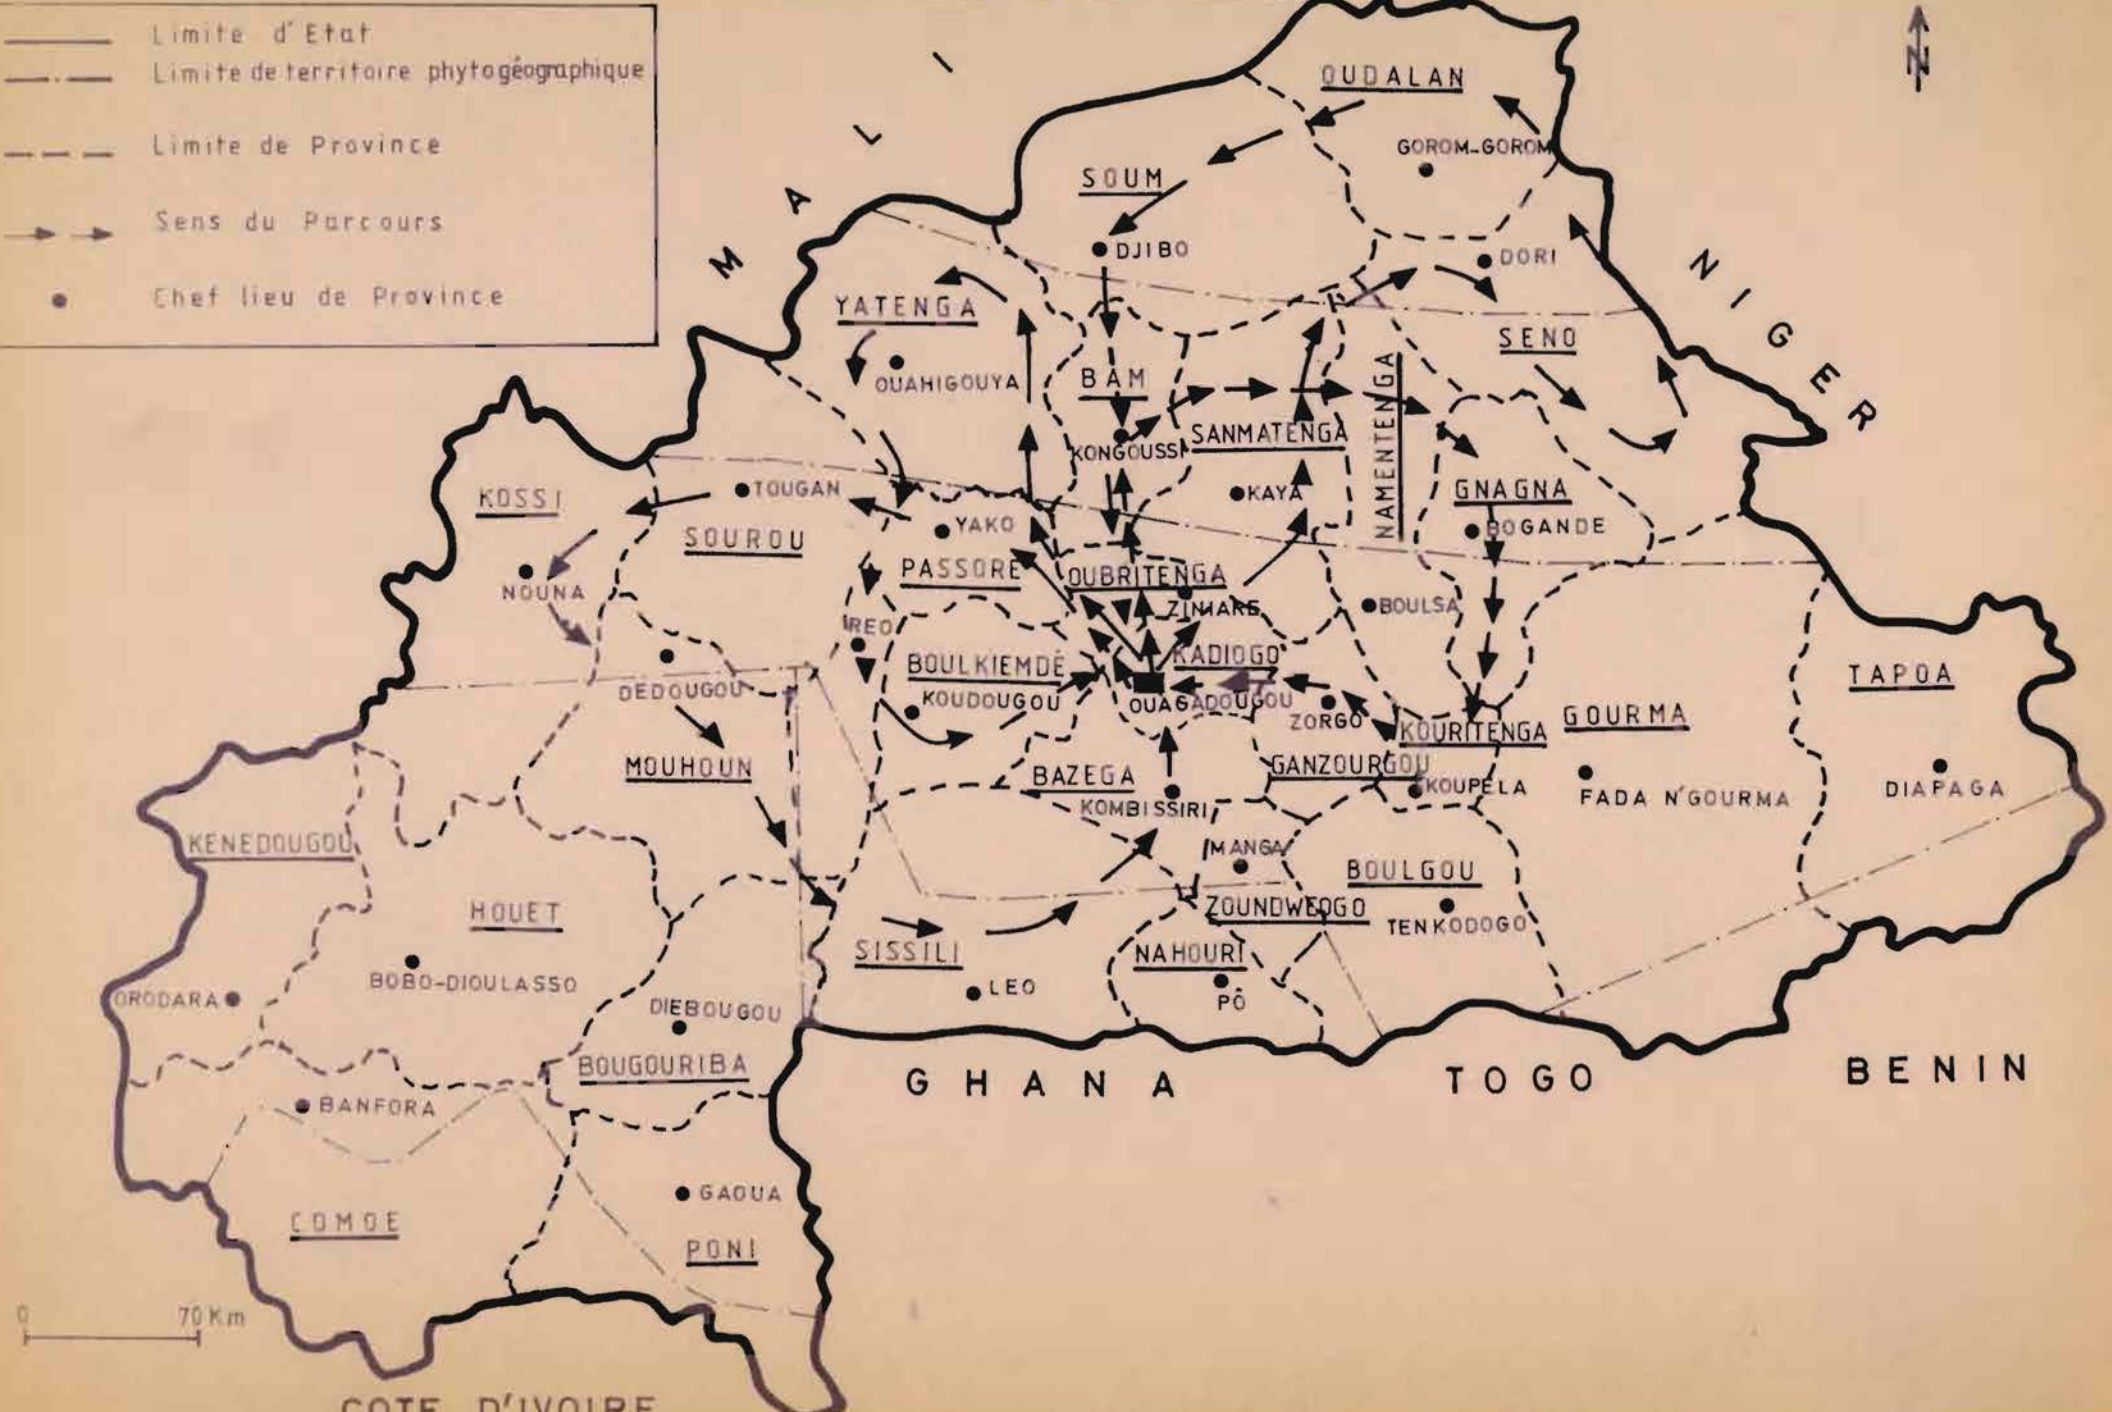 Limite d'Etat
Limite de territoire phytogéographique
Limite de Province
Sens du Parcours
Chef lieu de Province
N
MALI
NIGER
OUDALAN
GOROM-GOROM
SOUM
DJIBO
DORI
YATENGA
OUAHIGOUYA
BAM
SENO
NAMENTENGA
KONGOUSSI
SANMATENGA
KAYA
KOSSI
TOUGAN
SOUROU
YAKO
PASSORE
GNAGNA
BOGANDE
NOUNA
OUBRITENGA
ZINIARE
BOULSA
REO
BOULKIEMDÉ
KOUDOUGOU
KADIOGO
OUAGADOUGOU
ZORGO
DEDOUGOU
KOURITENGA
GOURMA
TAPOA
MOUHOUN
BAZEGA
KOMBISSIRI
GANZOURGOU
KOUPELA
FADA N'GOURMA
DIAPAGA
KENEDOUGOU
MANGA
BOULGOU
HOUET
ZOUNDWEOGO
TENKODOGO
SISSILI
NAHOURI
BOBO-DIOULASSO
LEO
PÔ
ORODARA
DIEBOUGOU
BOUGOURIBA
GHANA
TOGO
BENIN
BANFORA
COMOE
GAOUA
PONI
0 70 Km
COTE D'IVOIRE